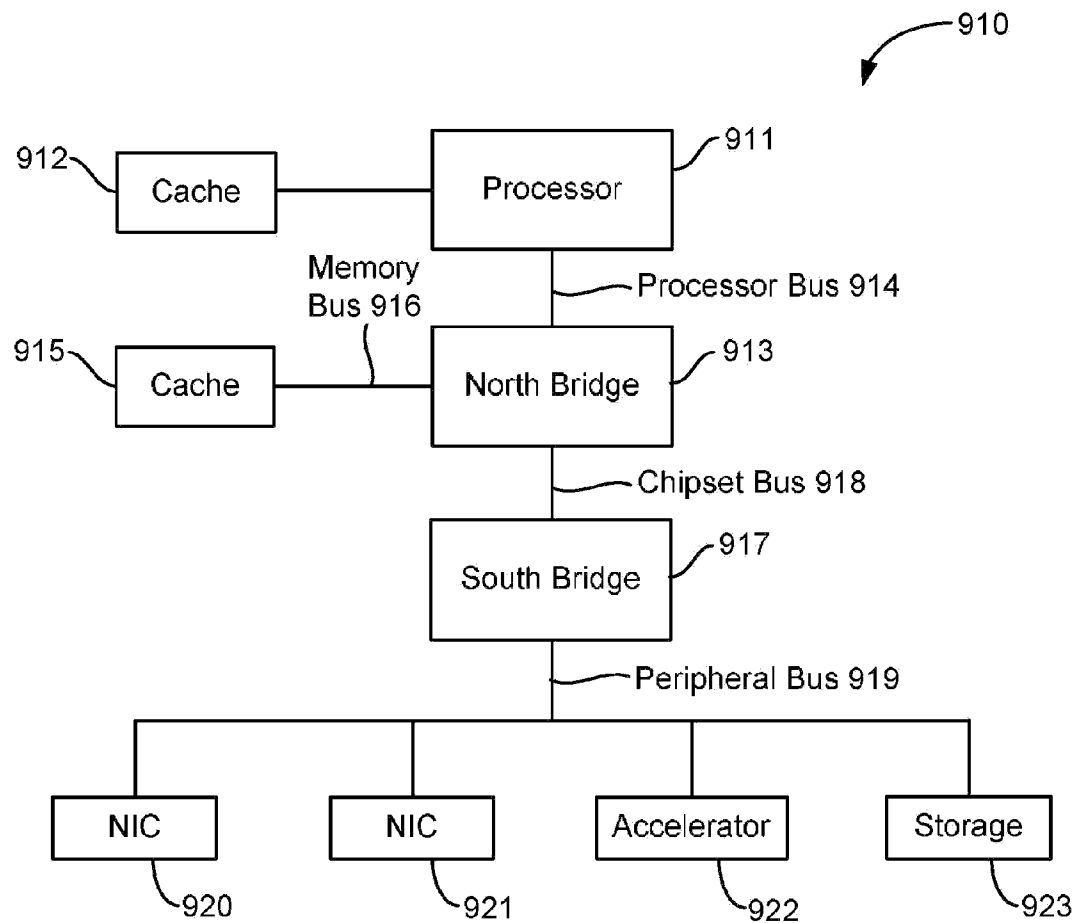 910
912
Cache
Processor
911
Memory
Bus 916
Processor Bus 914
915
Cache
North Bridge
913
Chipset Bus 918
South Bridge
917
Peripheral Bus 919
NIC
NIC
Accelerator
Storage
920
921
922
923